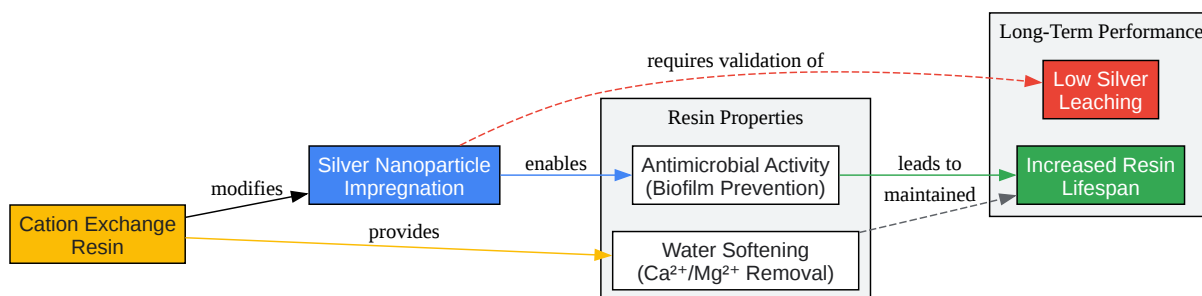 Long-Term Performance
requires validation of
Low Silver
Leaching
Resin Properties
Silver Nanoparticle
Impregnation
enables
Antimicrobial Activity
(Biofilm Prevention)
leads to
Increased Resin
Lifespan
modifies
maintained
Cation Exchange
Resin
provides
Water Softening
(Ca²⁺/Mg²⁺ Removal)